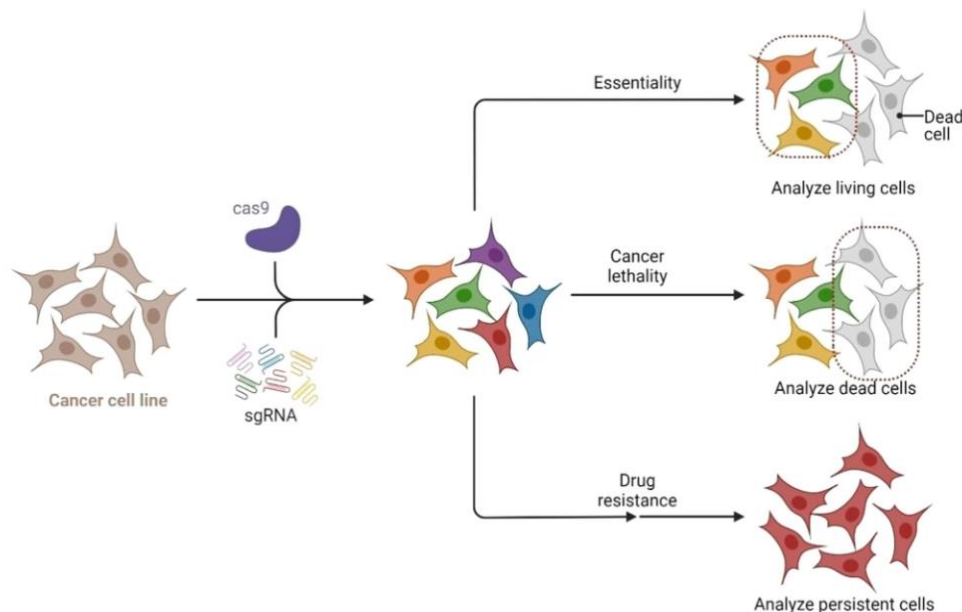 Essentiality
Dead
cell
Analyze living cells
cas9
Cancer
lethality
Cancer cell line
sgRNA
Analyze dead cells
Drug
resistance
Analyze persistent cells